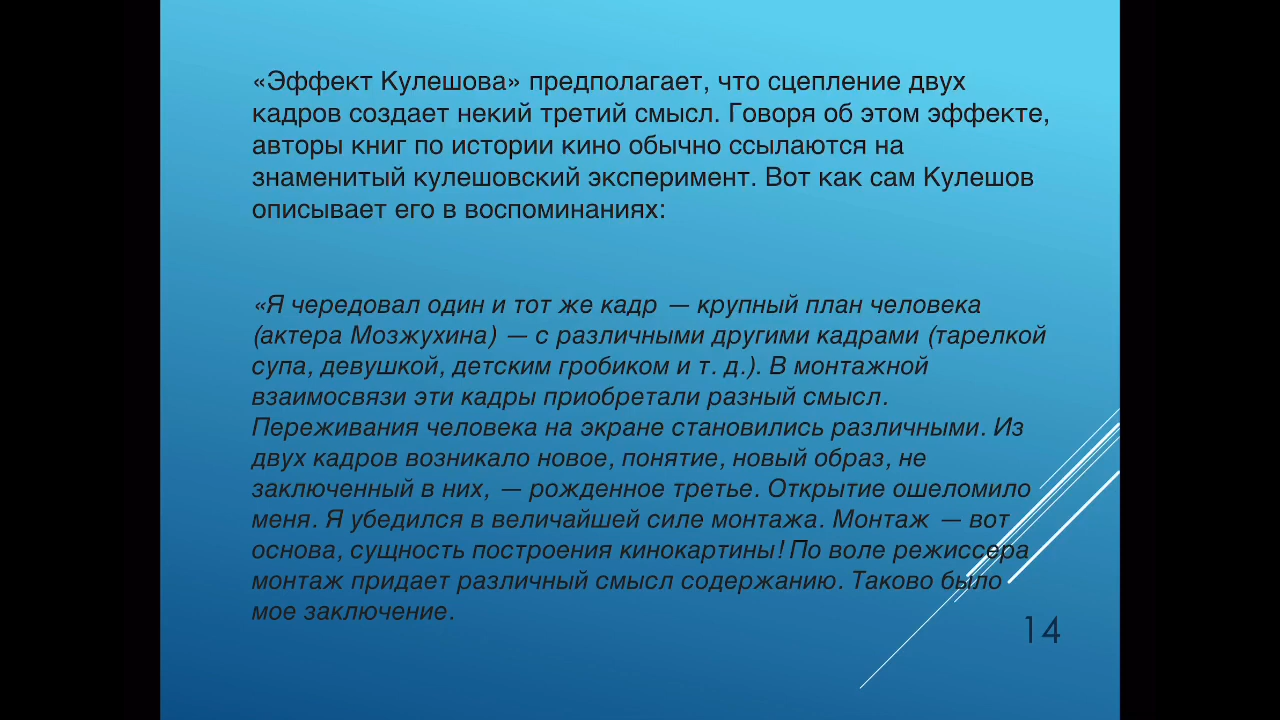 «Эффект Кулешова» предполагает, что сцепление двух
кадров создает некий третий смысл. Говоря об этом эффекте,
авторы книг по истории кино обычно ссылаются на
знаменитый кулешовский эксперимент. Вот как сам Кулешов
описывает его в воспоминаниях:
«Я чередовал один и тот же кадр — крупный план человека
(актера Мозжухина) — с различными другими кадрами (тарелкой
супа, девушкой, детским гробиком и т. д.). В монтажной
взаимосвязи эти кадры приобретали разный смысл.
Переживания человека на экране становились различными. Из
двух кадров возникало новое, понятие, новый образ, не
заключенный в них, — рожденное третье. Открытие ошеломило
меня. Я убедился в величайшей силе монтажа. Монтаж — вот
основа, сущность построения кинокартины! По воле режиссера
монтаж придает различный смысл содержанию. Таково было
мое заключение.
14